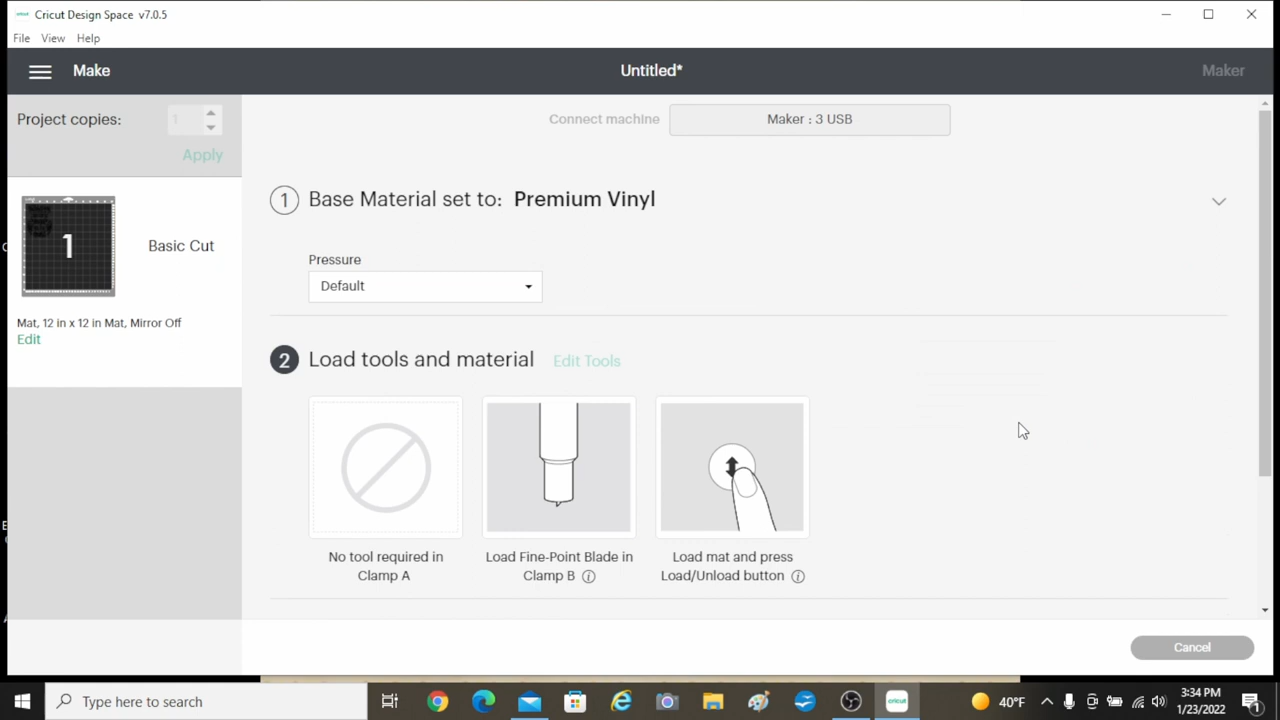 cricut Cricut Design Space v7.0.5
File View Help
Make
Untitled*
Maker
Project copies:
1
Apply
Connect machine
Maker : 3 USB
1
Basic Cut
Mat, 12 in x 12 in Mat, Mirror Off
Edit
1 Base Material set to: Premium Vinyl
Pressure
Default
2 Load tools and material
Edit Tools
No tool required in
Clamp A
Load Fine-Point Blade in
Clamp B
Load mat and press
Load/Unload button
Cancel
Type here to search
cricut
40°F
3:34 PM
1/23/2022
1